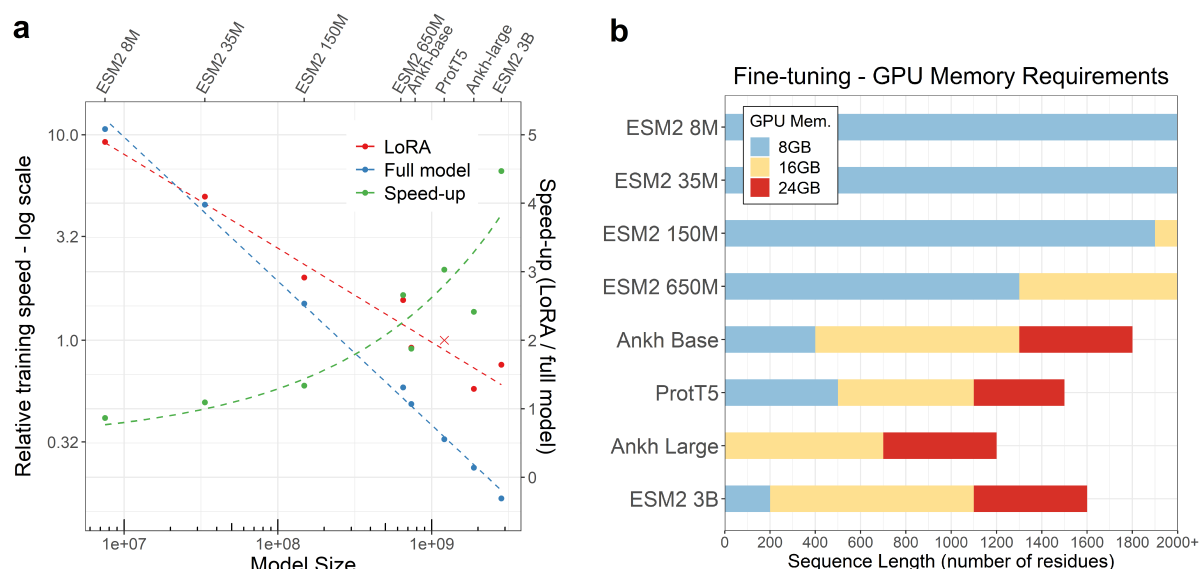 a
ESM2 8M
ESM2 35M
ESM2 150M
ESM2 650M
Ankh-base
ProtT5
Ankh-large
ESM2 3B
Relative training speed - log scale
10.0
3.2
1.0
0.32
LoRA
Full model
Speed-up
5
4
3
2
1
0
Speed-up (LoRA / full model)
1e+07
1e+08
1e+09
Model Size
b
Fine-tuning - GPU Memory Requirements
GPU Mem.
8GB
16GB
24GB
ESM2 8M
ESM2 35M
ESM2 150M
ESM2 650M
Ankh Base
ProtT5
Ankh Large
ESM2 3B
0 200 400 600 800 1000 1200 1400 1600 1800 2000+
Sequence Length (number of residues)